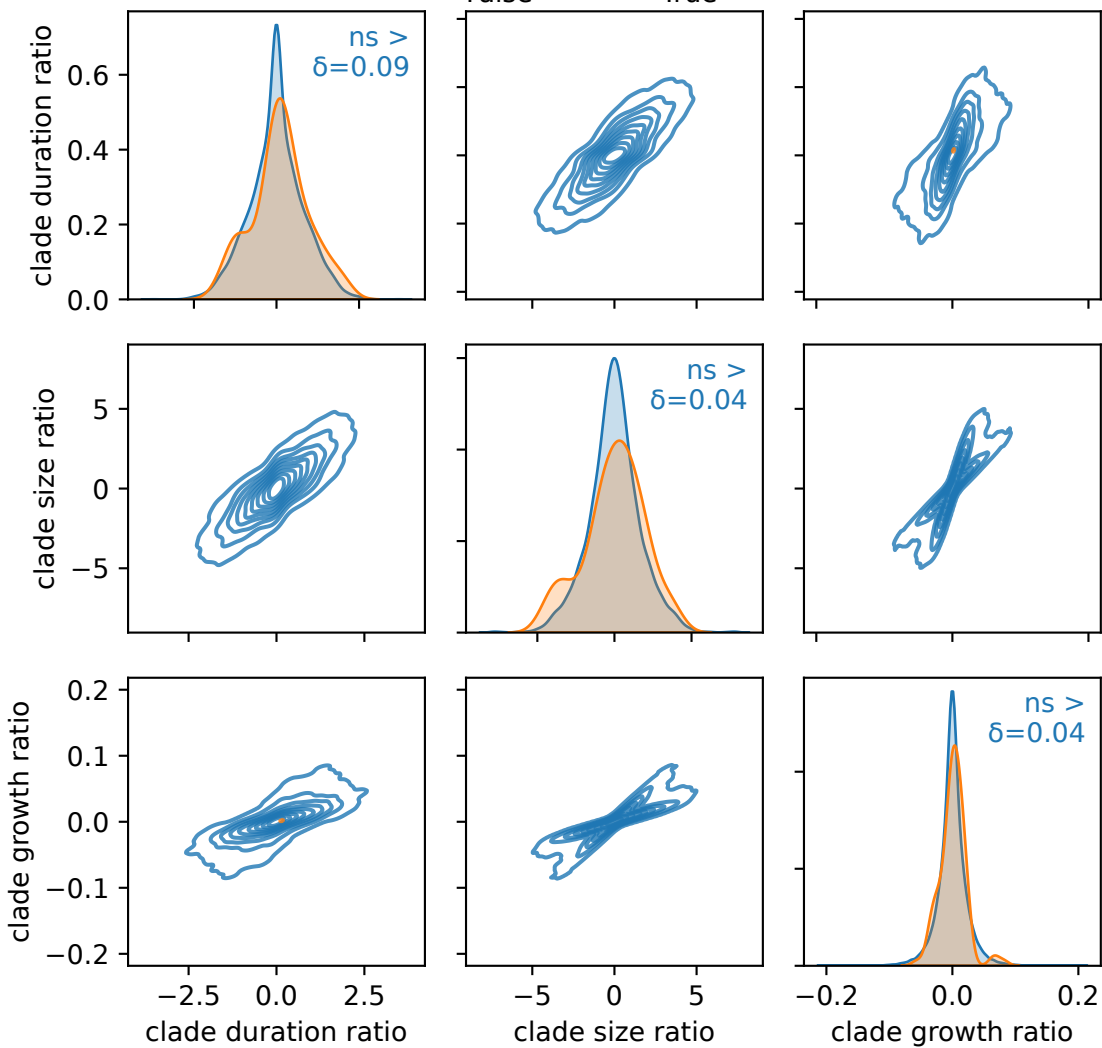 clade duration ratio
0.6
0.4
0.2
0.0
ns >
δ=0.09
clade size ratio
5
0
−5
ns >
δ=0.04
clade growth ratio
0.2
0.1
0.0
−0.1
−0.2
ns >
δ=0.04
−2.5 0.0 2.5
clade duration ratio
−5 0 5
clade size ratio
−0.2 0.0 0.2
clade growth ratio